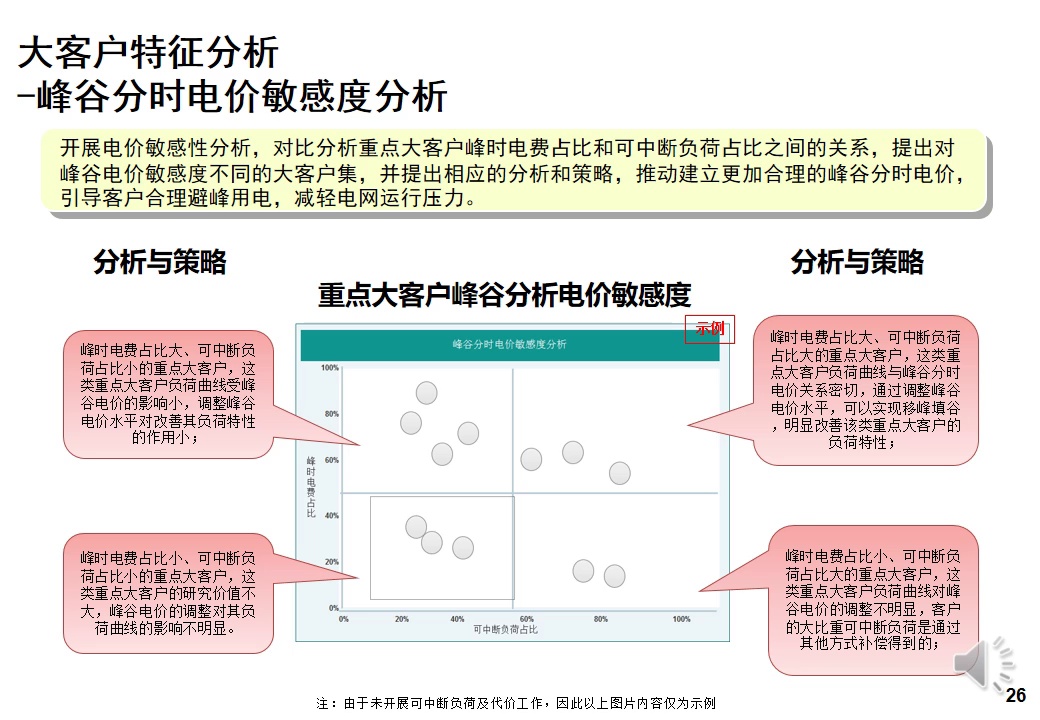 大客户特征分析
-峰谷分时电价敏感度分析
开展电价敏感性分析，对比分析重点大客户峰时电费占比和可中断负荷占比之间的关系，提出对
峰谷电价敏感度不同的大客户集，并提出相应的分析和策略，推动建立更加合理的峰谷分时电价，
引导客户合理避峰用电，减轻电网运行压力。
分析与策略
分析与策略
重点大客户峰谷分析电价敏感度
示例
峰时电费占比大、可中断负
荷占比小的重点大客户，这
类重点大客户负荷曲线受峰
谷电价的影响小，调整峰谷
电价水平对改善其负荷特性
的作用小；
峰时电费占比小、可中断负
荷占比小的重点大客户，这
类重点大客户的研究价值不
大，峰谷电价的调整对其负
荷曲线的影响不明显。
峰谷分时电价敏感度分析
100%
80%
60%
40%
20%
0%
峰时电费占比
0%
20%
40%
60%
80%
100%
可中断负荷占比
峰时电费占比大、可中断负荷
占比大的重点大客户，这类重
点大客户负荷曲线与峰谷分时
电价关系密切，通过调整峰谷
电价水平，可以实现移峰填谷
，明显改善该类重点大客户的
负荷特性；
峰时电费占比小、可中断负
荷占比大的重点大客户，这
类重点大客户负荷曲线对峰
谷电价的调整不明显，客户
的大比重可中断负荷是通过
其他方式补偿得到的；
注：由于未开展可中断负荷及代价工作，因此以上图片内容仅为示例
26